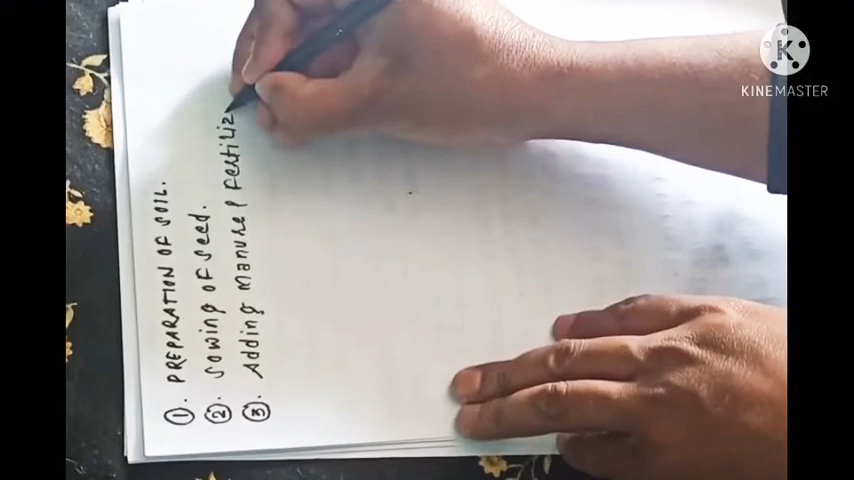 ① . PREPARATION OF SOIL.
② . Sowing of seed.
③ . Adding manure & Fertiliz
KINEMASTER